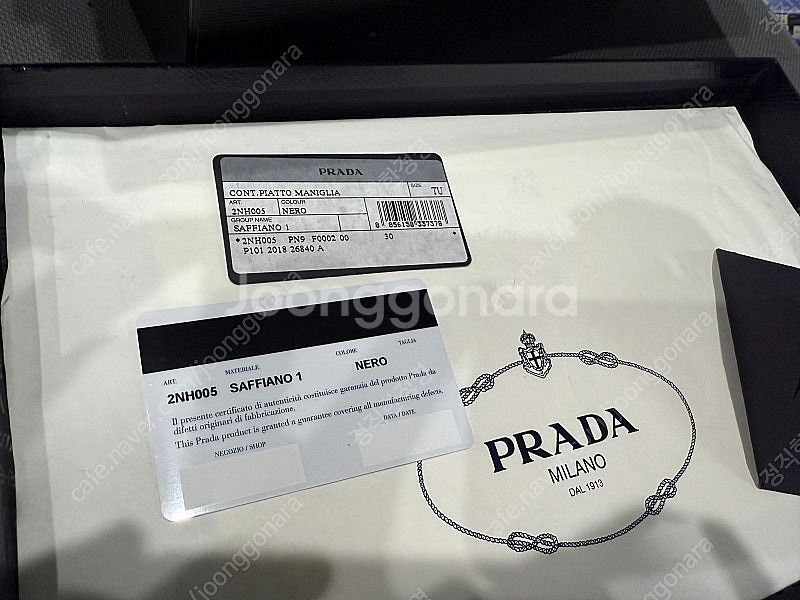 PRADA
CONT.PIATTO MANIGLIA
SIZE
TU
ART.
COLOUR
2NH005
NERO
GROUP NAME
SAFFIANO 1
2NH005 PN9 F0002 00 30
P101 2018 26840 A
8 056138 337378
Joonggonara
ART.
MATERIALE
COLORE
TAGLIA
2NH005 SAFFIANO 1 NERO
Il presente certificato di autenticità costituisce garanzia del prodotto Prada da
difetti originari di fabbricazione.
This Prada product is granted a guarantee covering all manufacturing defects.
NEGOZIO / SHOP
DATA / DATE
PRADA
MILANO
DAL 1913
cafe.naver.com/joonggonara